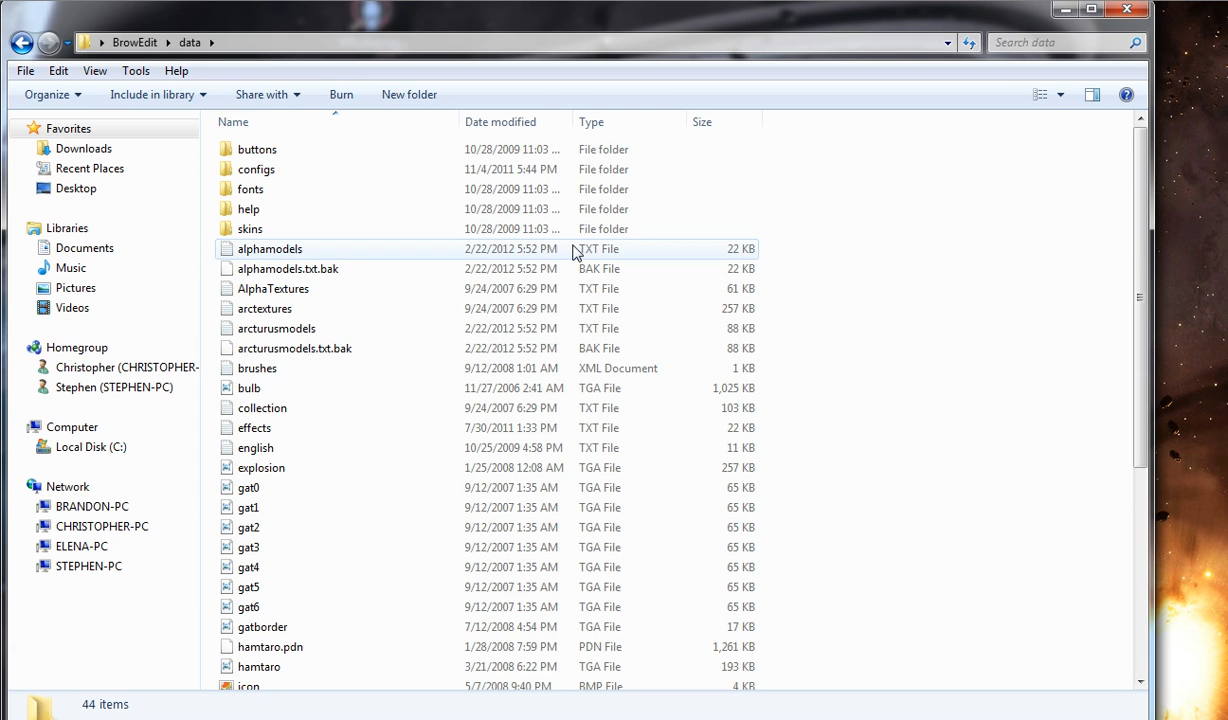 BrowEdit data
Search data
File Edit View Tools Help
Organize Include in library Share with Burn New folder
Name Date modified Type Size
Favorites
Downloads
Recent Places
Desktop
Libraries
Documents
Music
Pictures
Videos
Homegroup
Christopher (CHRISTOPHER-
Stephen (STEPHEN-PC)
Computer
Local Disk (C:)
Network
BRANDON-PC
CHRISTOPHER-PC
ELENA-PC
STEPHEN-PC
buttons 10/28/2009 11:03 ... File folder
configs 11/4/2011 5:44 PM File folder
fonts 10/28/2009 11:03 ... File folder
help 10/28/2009 11:03 ... File folder
skins 10/28/2009 11:03 ... File folder
alphamodels 2/22/2012 5:52 PM TXT File 22 KB
alphamodels.txt.bak 2/22/2012 5:52 PM BAK File 22 KB
AlphaTextures 9/24/2007 6:29 PM TXT File 61 KB
arctextures 9/24/2007 6:29 PM TXT File 257 KB
arcturusmodels 2/22/2012 5:52 PM TXT File 88 KB
arcturusmodels.txt.bak 2/22/2012 5:52 PM BAK File 88 KB
brushes 9/12/2008 1:01 AM XML Document 1 KB
bulb 11/27/2006 2:41 AM TGA File 1,025 KB
collection 9/24/2007 6:29 PM TXT File 103 KB
effects 7/30/2011 1:33 PM TXT File 22 KB
english 10/25/2009 4:58 PM TXT File 11 KB
explosion 1/25/2008 12:08 AM TGA File 257 KB
gat0 9/12/2007 1:35 AM TGA File 65 KB
gat1 9/12/2007 1:35 AM TGA File 65 KB
gat2 9/12/2007 1:35 AM TGA File 65 KB
gat3 9/12/2007 1:35 AM TGA File 65 KB
gat4 9/12/2007 1:35 AM TGA File 65 KB
gat5 9/12/2007 1:35 AM TGA File 65 KB
gat6 9/12/2007 1:35 AM TGA File 65 KB
gatborder 7/12/2008 4:54 PM TGA File 17 KB
hamtaro.pdn 1/28/2008 7:59 PM PDN File 1,261 KB
hamtaro 3/21/2008 6:22 PM TGA File 193 KB
icon 5/7/2008 9:40 PM BMP File 4 KB
44 items